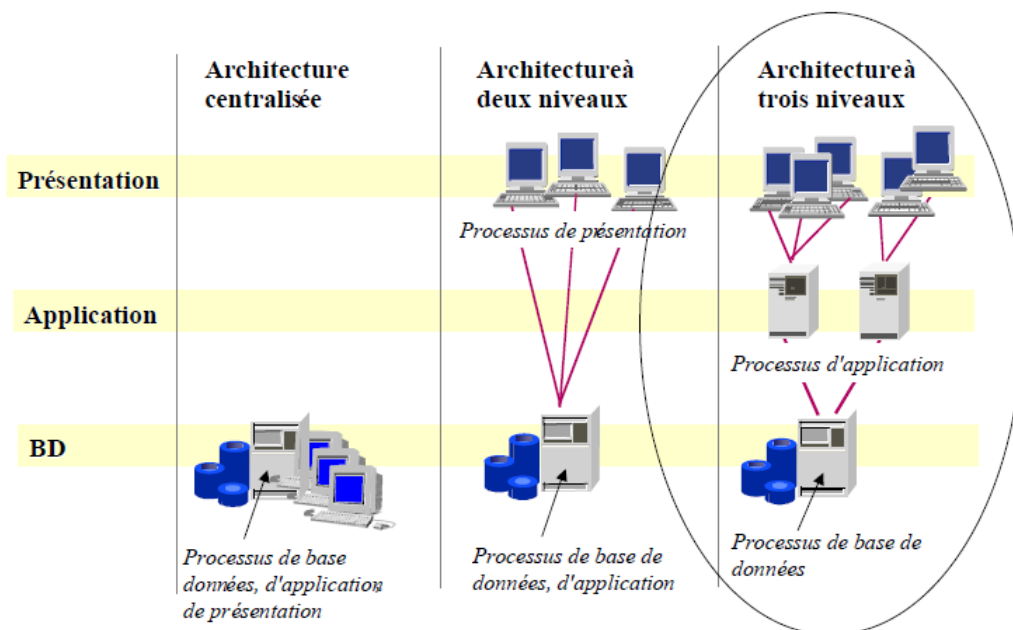 Architecture
centralisée
Architectureà
deux niveaux
Architectureà
trois niveaux
Présentation
Processus de présentation
Application
Processus d'application
BD
Processus de base
données, d'application,
de présentation
Processus de base de
données, d'application
Processus de base de
données